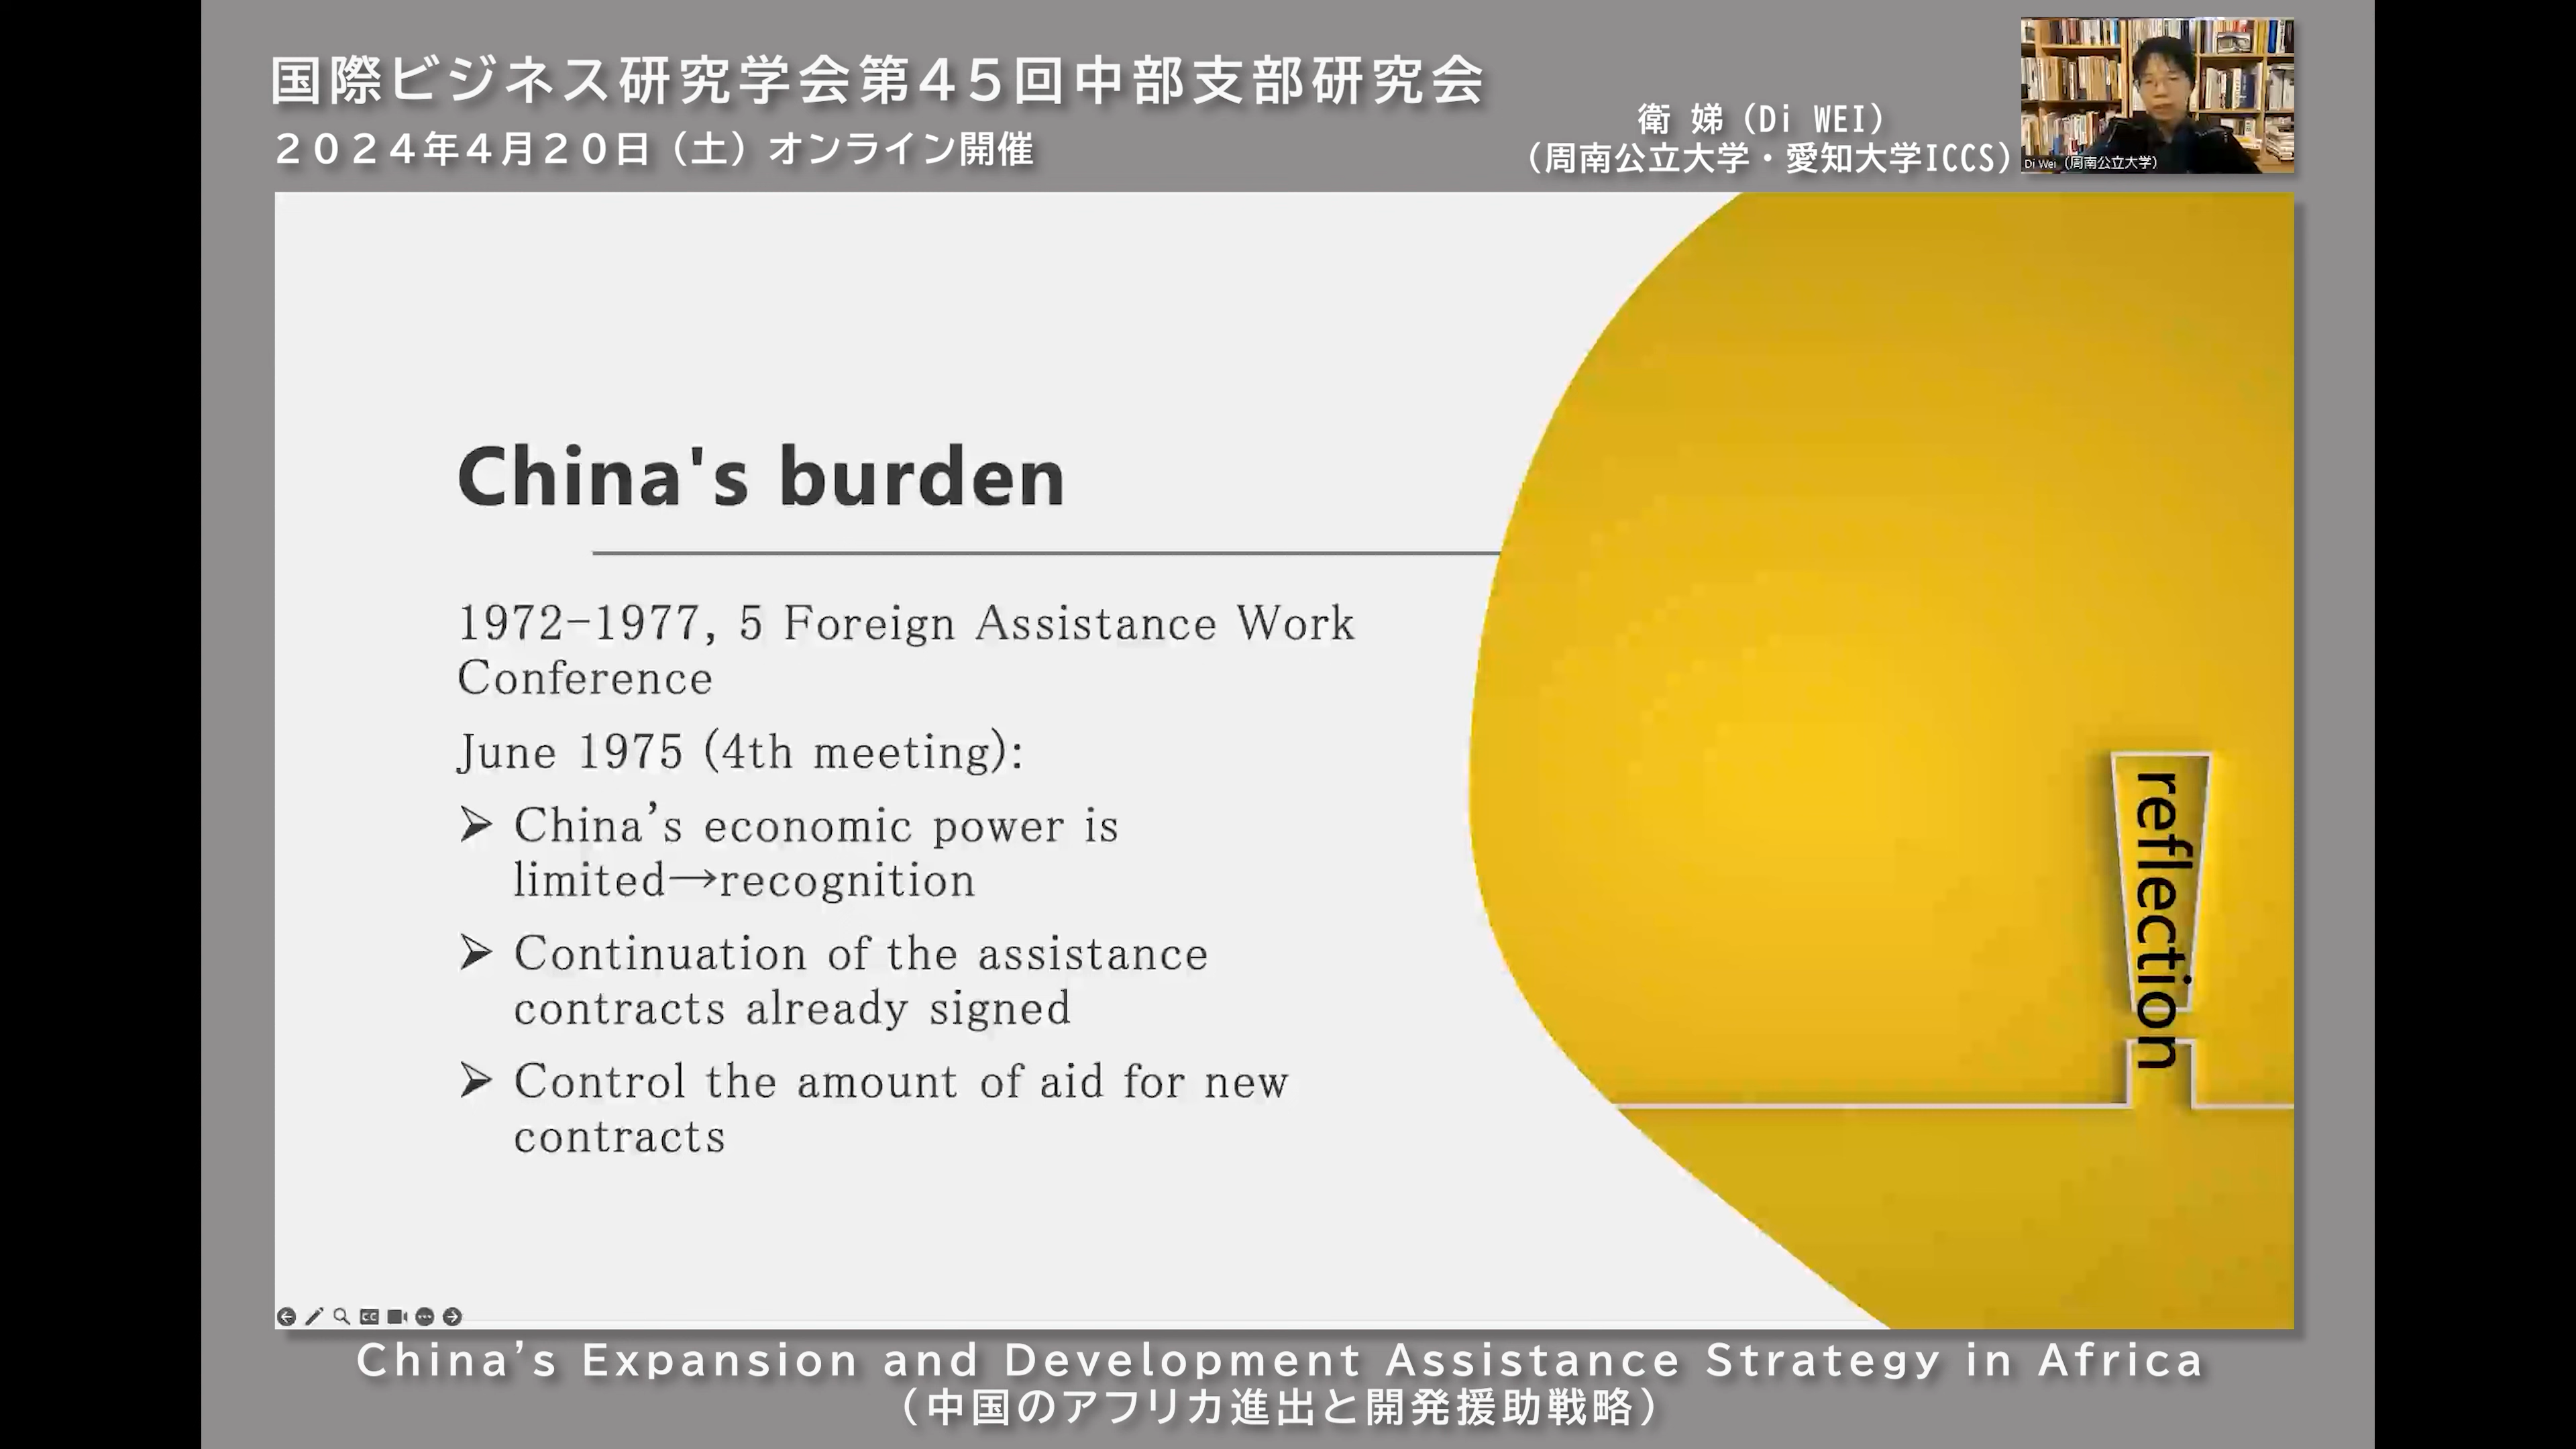 国際ビジネス研究学会第45回中部支部研究会
2024年4月20日（土）オンライン開催
衛 娣（Di WEI）
（周南公立大学・愛知大学ICCS）
Di Wei（周南公立大学）
China's burden
1972-1977, 5 Foreign Assistance Work
Conference
June 1975 (4th meeting):
➢ China’s economic power is
limited→recognition
➢ Continuation of the assistance
contracts already signed
➢ Control the amount of aid for new
contracts
reflection
CC
China’s Expansion and Development Assistance Strategy in Africa
（中国のアフリカ進出と開発援助戦略）